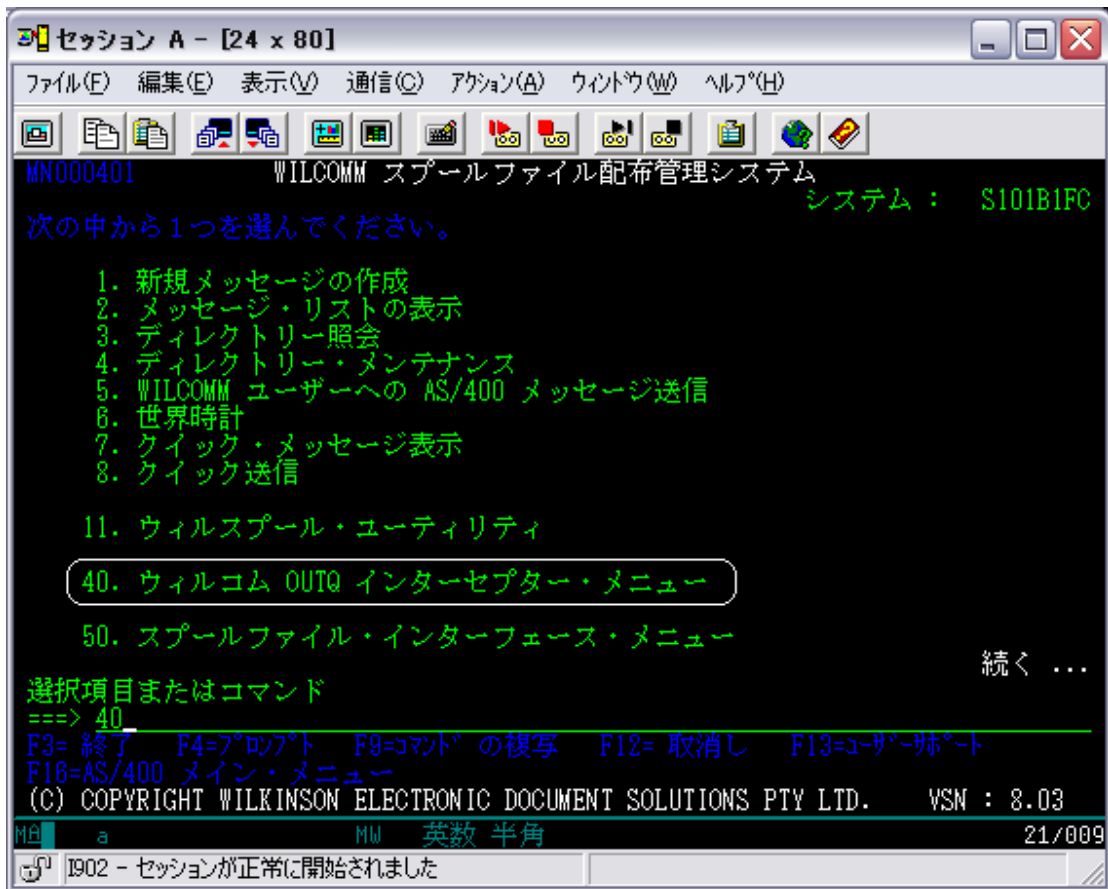 セッション A - [24 x 80]
ファイル(F) 編集(E) 表示(V) 通信(C) アクション(A) ウィンドウ(W) ヘルプ(H)
MN000401 WILCOMM スプールファイル配布管理システム
システム : S101B1FC
次の中から1つを選んでください。
1. 新規メッセージの作成
2. メッセージ・リストの表示
3. ディレクトリー照会
4. ディレクトリー・メンテナンス
5. WILCOMM ユーザーへの AS/400 メッセージ送信
6. 世界時計
7. クイック・メッセージ表示
8. クイック送信
11. ウィルスプール・ユーティリティ
40. ウィルコム OUTQ インターセプター・メニュー
50. スプールファイル・インターフェース・メニュー
続く ...
選択項目またはコマンド
===> 40
F3= 終了 F4=プロンプト F9=コマンド の複写 F12= 取消し F13=ユーザーサポート
F16=AS/400 メイン・メニュー
(C) COPYRIGHT WILKINSON ELECTRONIC DOCUMENT SOLUTIONS PTY LTD. VSN : 8.03
MA a MW 英数 半角 21/009
I902 - セッションが正常に開始されました